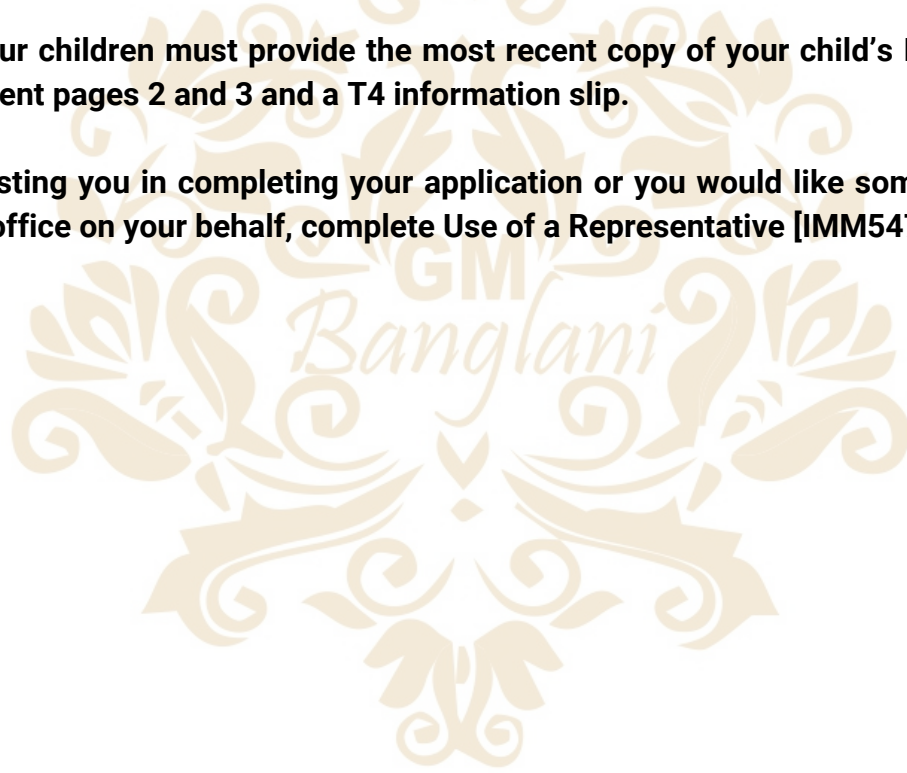 ur children must provide the most recent copy of your child’s
ent pages 2 and 3 and a T4 information slip.
sting you in completing your application or you would like som
office on your behalf, complete Use of a Representative [IMM54
GM
Banglani